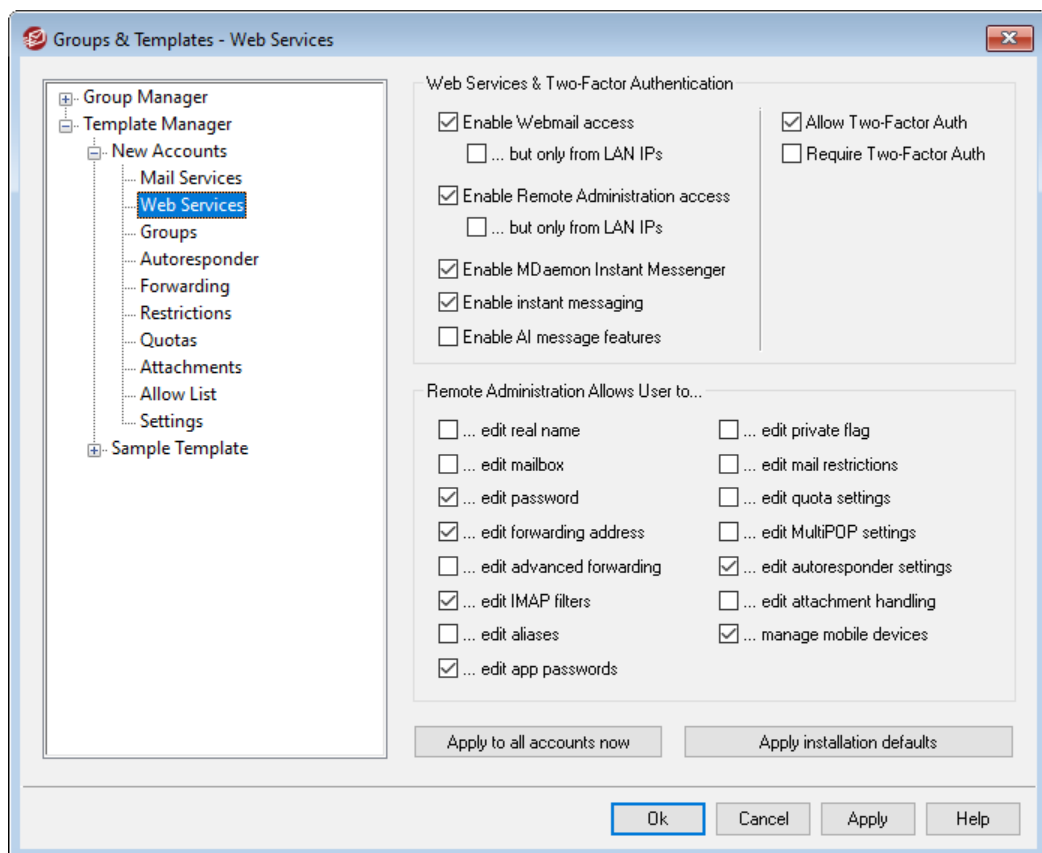 Groups & Templates - Web Services
Group Manager
Template Manager
New Accounts
Mail Services
Web Services
Groups
Autoresponder
Forwarding
Restrictions
Quotas
Attachments
Allow List
Settings
Sample Template
Web Services & Two-Factor Authentication
Enable Webmail access
... but only from LAN IPs
Enable Remote Administration access
... but only from LAN IPs
Enable MDaemon Instant Messenger
Enable instant messaging
Enable AI message features
Allow Two-Factor Auth
Require Two-Factor Auth
Remote Administration Allows User to...
... edit real name
... edit mailbox
... edit password
... edit forwarding address
... edit advanced forwarding
... edit IMAP filters
... edit aliases
... edit app passwords
... edit private flag
... edit mail restrictions
... edit quota settings
... edit MultiPOP settings
... edit autoresponder settings
... edit attachment handling
... manage mobile devices
Apply to all accounts now
Apply installation defaults
Ok
Cancel
Apply
Help